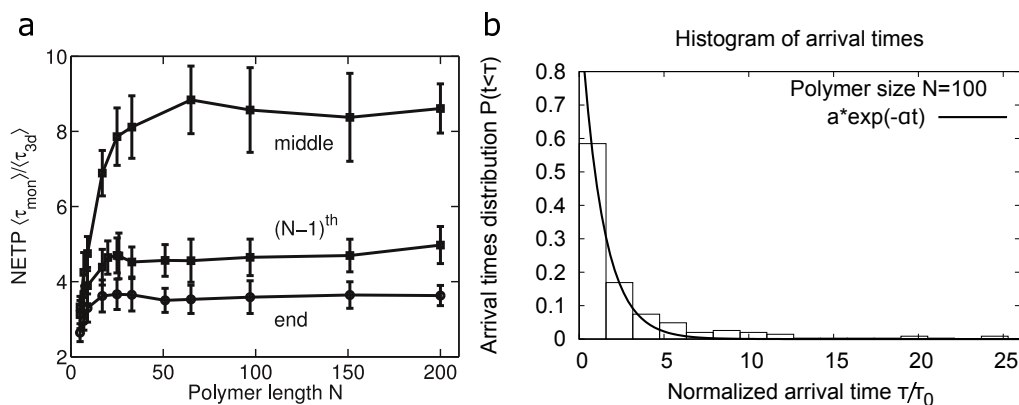 a
10
8
6
4
2
0
50
100
150
200
NETP ⟨τmon⟩/⟨τ3d⟩
middle
(N−1)th
end
Polymer length N
b
Histogram of arrival times
Polymer size N=100
a*exp(-αt)
0.8
0.7
0.6
0.5
0.4
0.3
0.2
0.1
0
0
5
10
15
20
25
Arrival times distribution P(t<τ)
Normalized arrival time τ/τ0